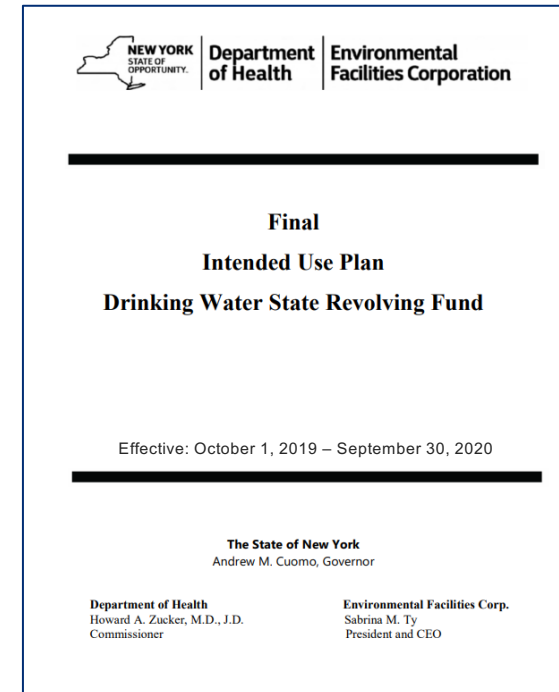 NEW YORK
STATE OF
OPPORTUNITY.
Department
of Health
Environmental
Facilities Corporation
Final
Intended Use Plan
Drinking Water State Revolving Fund
Effective: October 1, 2019 – September 30, 2020
The State of New York
Andrew M. Cuomo, Governor
Department of Health
Howard A. Zucker, M.D., J.D.
Commissioner
Environmental Facilities Corp.
Sabrina M. Ty
President and CEO